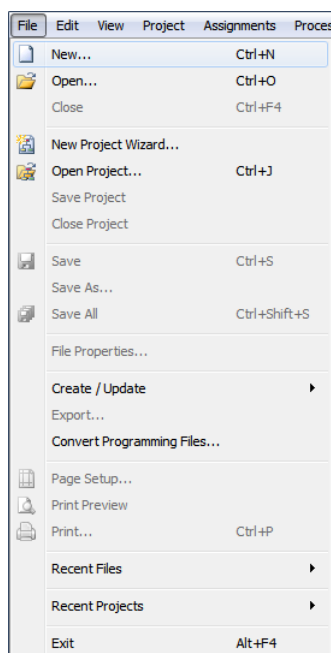 File Edit View Project Assignments Proces
New... Ctrl+N
Open... Ctrl+O
Close Ctrl+F4
New Project Wizard...
Open Project... Ctrl+J
Save Project
Close Project
Save Ctrl+S
Save As...
Save All Ctrl+Shift+S
File Properties...
Create / Update
Export...
Convert Programming Files...
Page Setup...
Print Preview
Print... Ctrl+P
Recent Files
Recent Projects
Exit Alt+F4